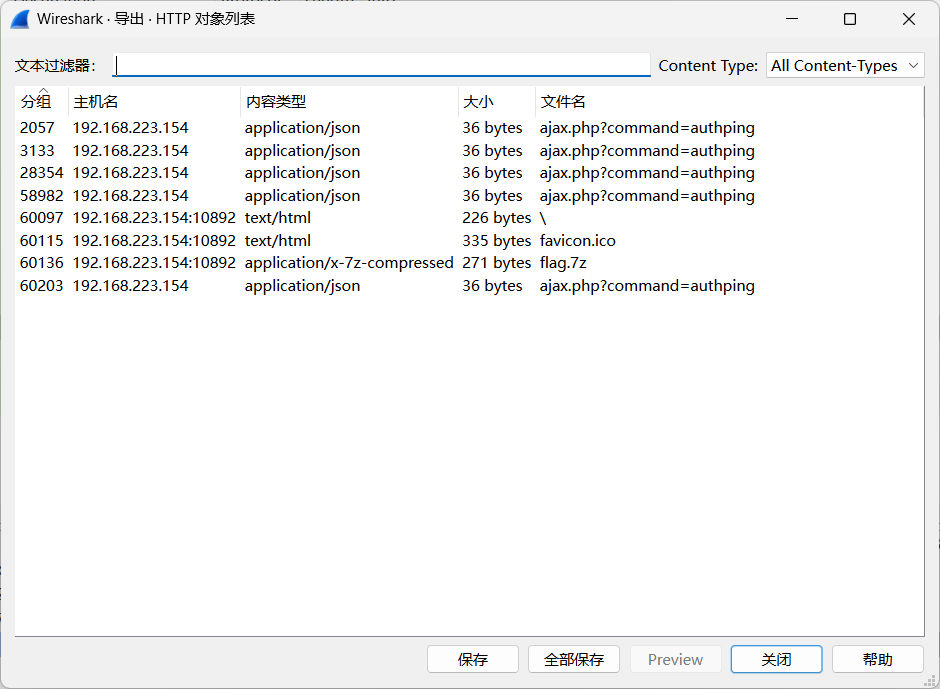 Wireshark · 导出 · HTTP 对象列表
文本过滤器: Content Type: All Content-Types
分组 主机名 内容类型 大小 文件名
2057 192.168.223.154 application/json 36 bytes ajax.php?command=authping
3133 192.168.223.154 application/json 36 bytes ajax.php?command=authping
28354 192.168.223.154 application/json 36 bytes ajax.php?command=authping
58982 192.168.223.154 application/json 36 bytes ajax.php?command=authping
60097 192.168.223.154:10892 text/html 226 bytes \
60115 192.168.223.154:10892 text/html 335 bytes favicon.ico
60136 192.168.223.154:10892 application/x-7z-compressed 271 bytes flag.7z
60203 192.168.223.154 application/json 36 bytes ajax.php?command=authping
保存 全部保存 Preview 关闭 帮助